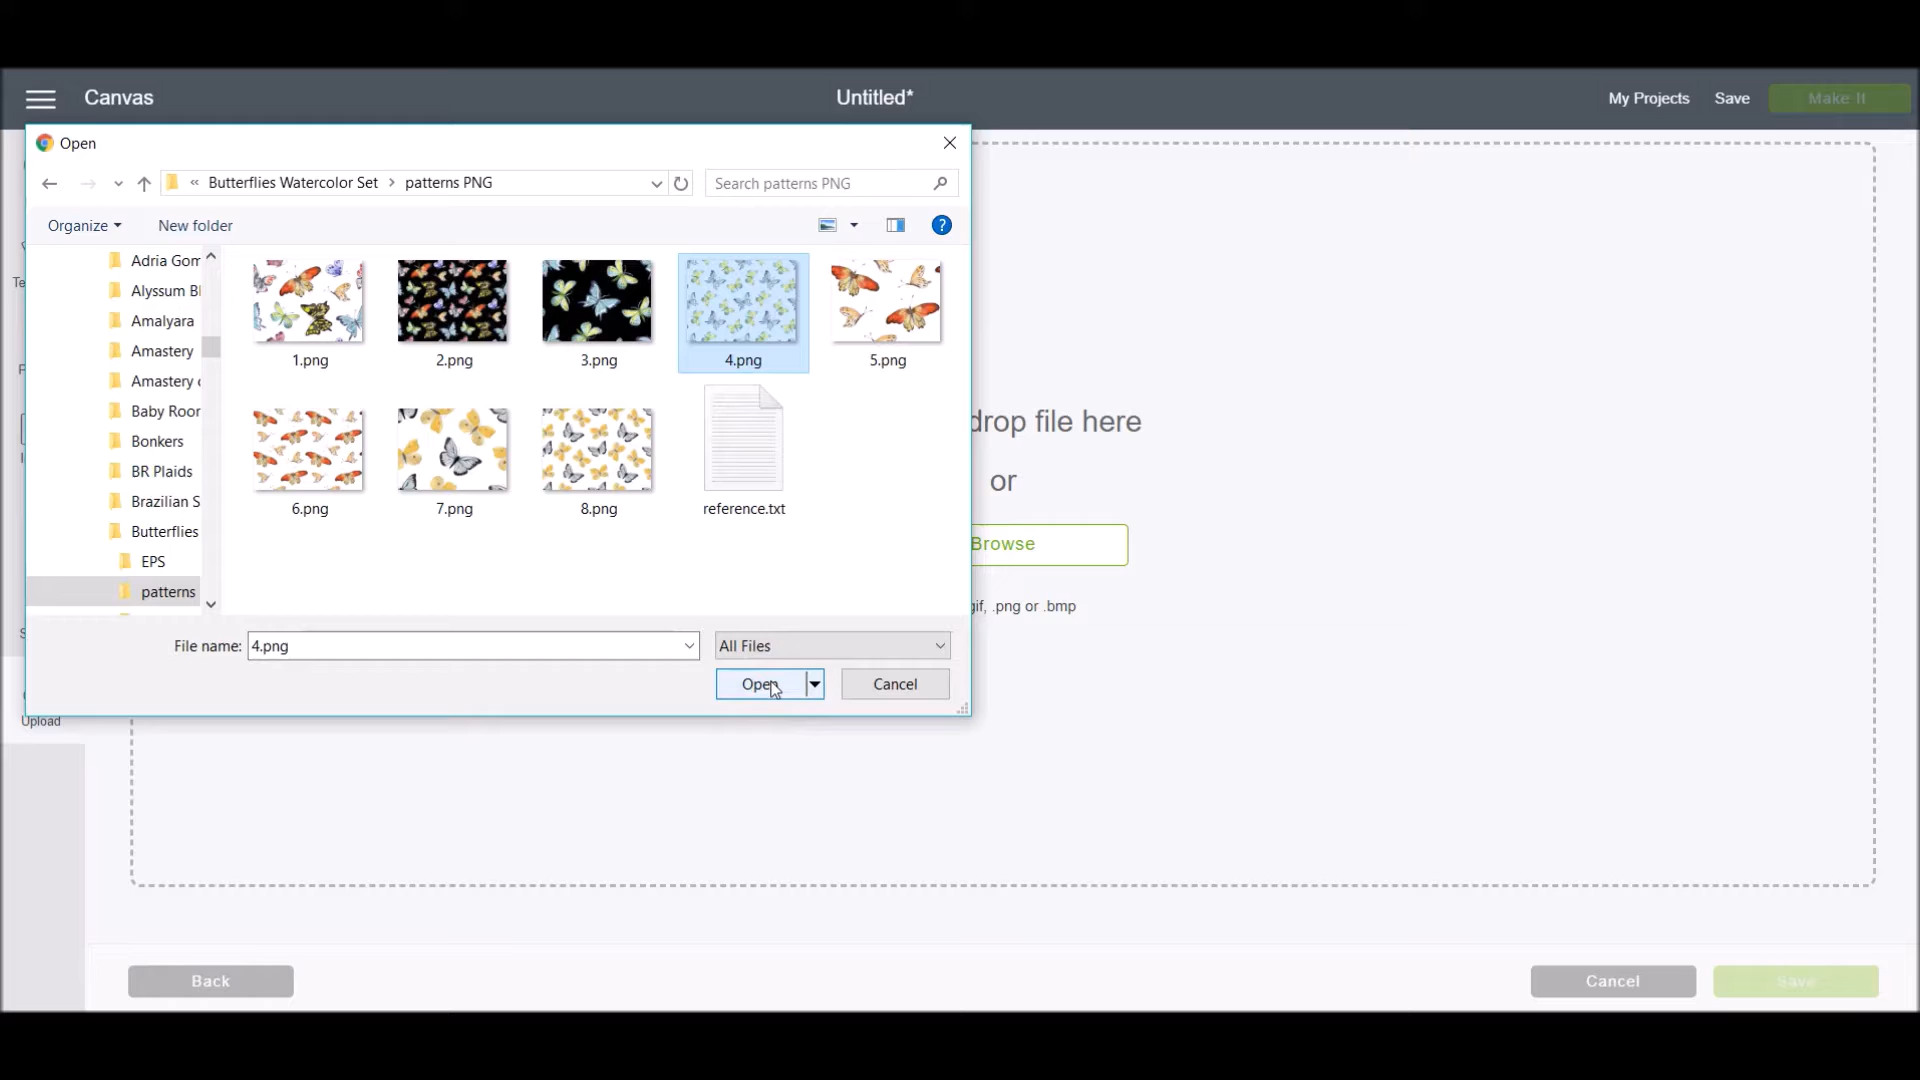 Canvas
Untitled*
My Projects
Save
Make It
Open
« Butterflies Watercolor Set > patterns PNG
Search patterns PNG
Organize
New folder
Adria Gom
Alyssum Bl
Amalyara
Amastery
Amastery
Baby Roor
Bonkers
BR Plaids
Brazilian S
Butterflies
EPS
patterns
1.png
2.png
3.png
4.png
5.png
6.png
7.png
8.png
reference.txt
File name: 4.png
All Files
Open
Cancel
drop file here
or
Browse
gif, .png or .bmp
Upload
Back
Cancel
Save